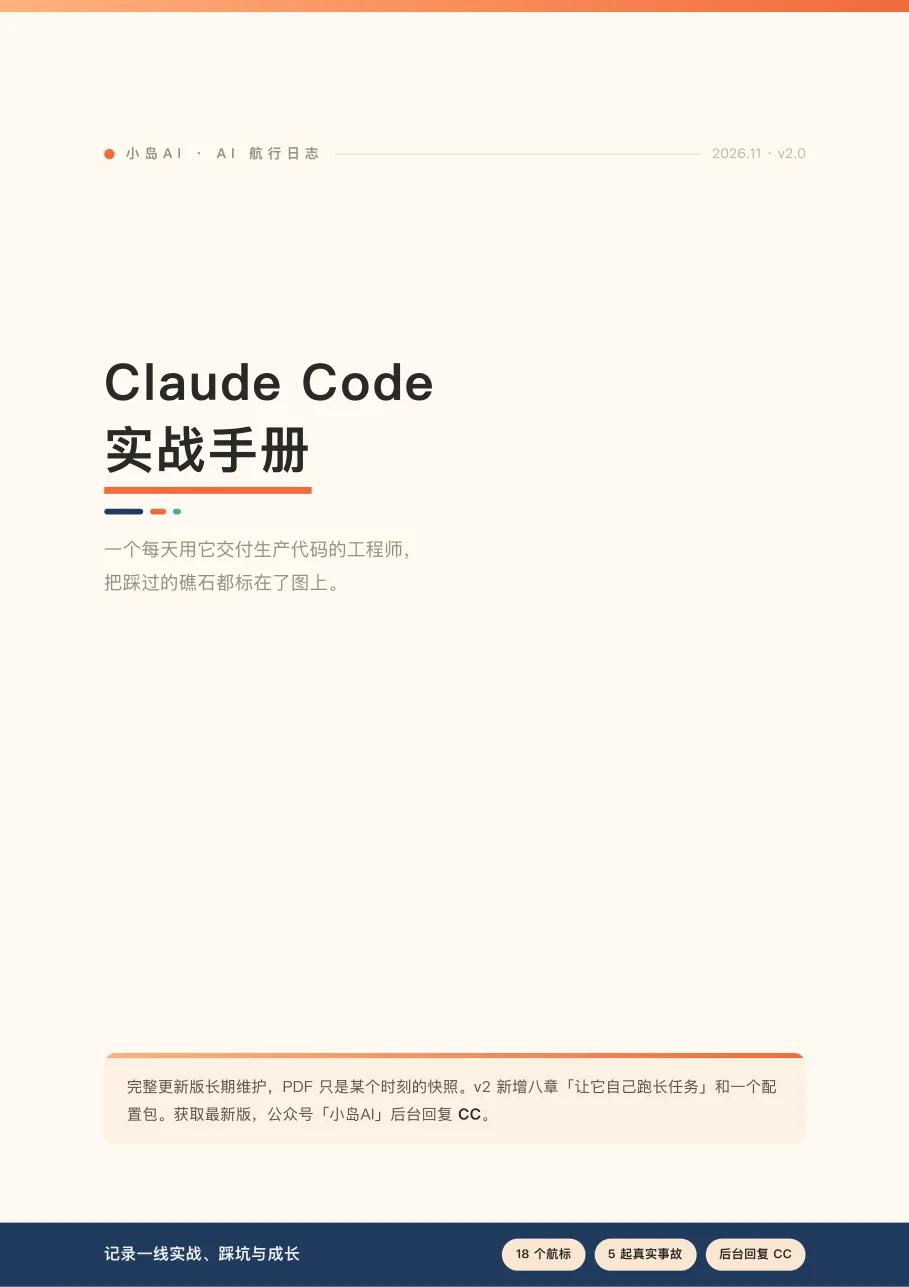 小岛AI · AI 航行日志
2026.11 · v2.0
Claude Code
实战手册
一个每天用它交付生产代码的工程师，
把踩过的礁石都标在了图上。
完整更新版长期维护，PDF 只是某个时刻的快照。v2 新增八章「让它自己跑长任务」和一个配
置包。获取最新版，公众号「小岛AI」后台回复 CC。
记录一线实战、踩坑与成长
18 个航标
5 起真实事故
后台回复 CC